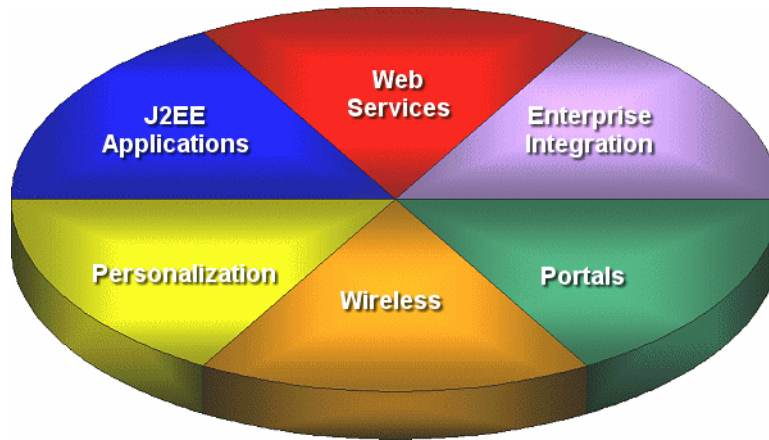 Web
Services
J2EE
Applications
Enterprise
Integration
Personalization
Wireless
Portals